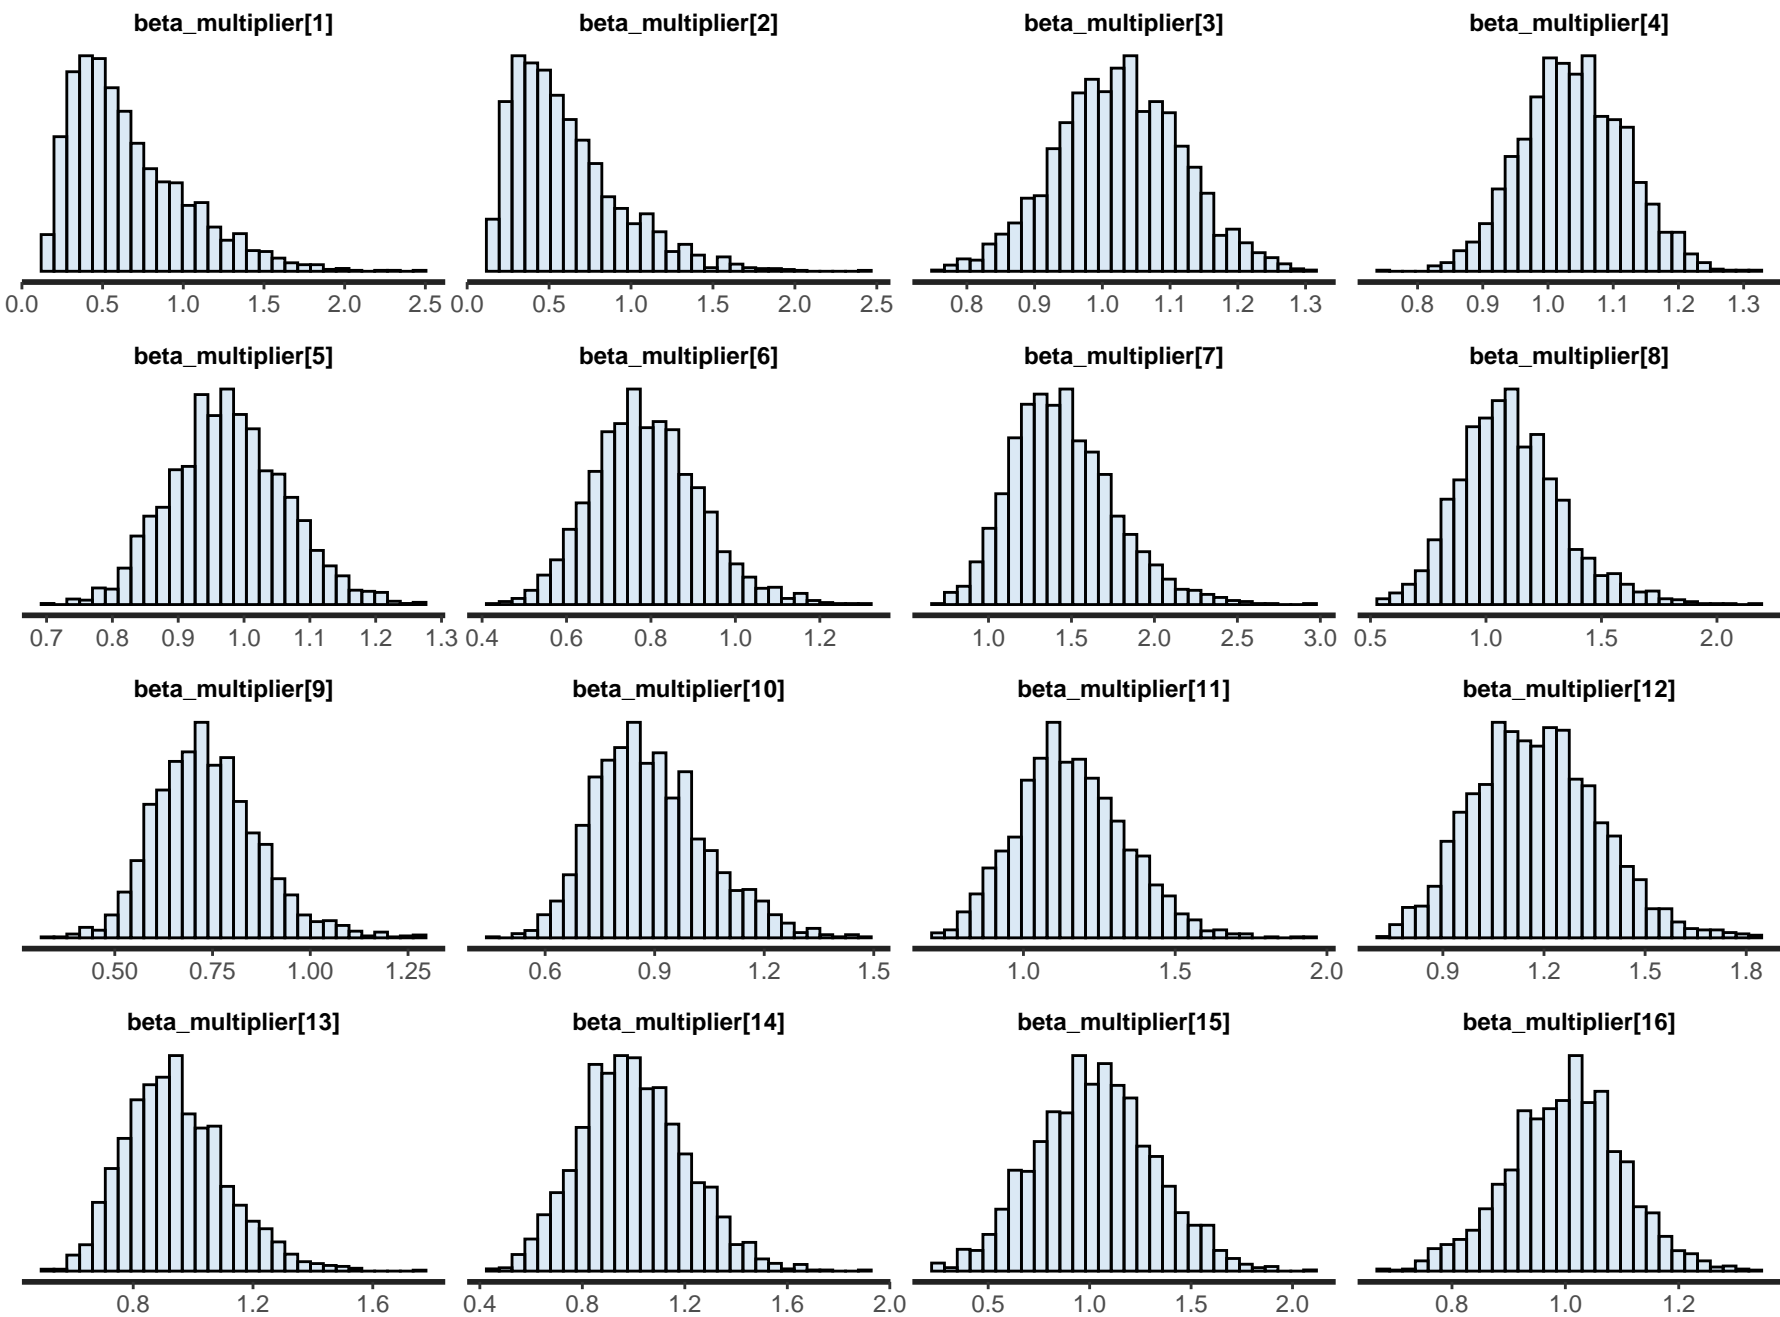 beta_multiplier[1] beta_multiplier[2] beta_multiplier[3] beta_multiplier[4]
0.0 0.5 1.0 1.5 2.0 2.5 0.0 0.5 1.0 1.5 2.0 2.5 0.8 0.9 1.0 1.1 1.2 1.3 0.8 0.9 1.0 1.1 1.2 1.3
beta_multiplier[5] beta_multiplier[6] beta_multiplier[7] beta_multiplier[8]
0.7 0.8 0.9 1.0 1.1 1.2 1.3 0.4 0.6 0.8 1.0 1.2 1.0 1.5 2.0 2.5 3.0 0.5 1.0 1.5 2.0
beta_multiplier[9] beta_multiplier[10] beta_multiplier[11] beta_multiplier[12]
0.50 0.75 1.00 1.25 0.6 0.9 1.2 1.5 1.0 1.5 2.0 0.9 1.2 1.5 1.8
beta_multiplier[13] beta_multiplier[14] beta_multiplier[15] beta_multiplier[16]
0.8 1.2 1.6 0.4 0.8 1.2 1.6 2.0 0.5 1.0 1.5 2.0 0.8 1.0 1.2